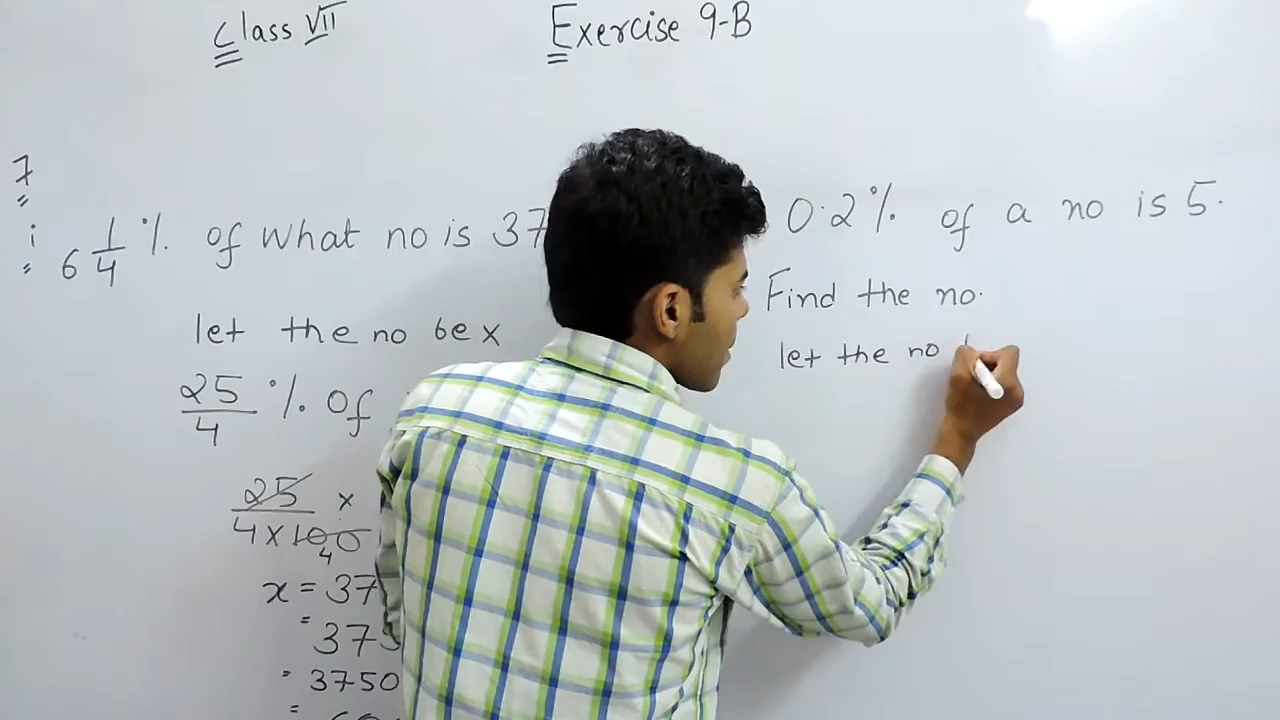 Class VII
Exercise 9-B
7
i 6 1/4 % of what no is 37
let the no be x
25/4 % of
25/4×100 ×
4
x = 37
= 375
= 3750
=
0.2% of a no is 5.
Find the no.
let the no